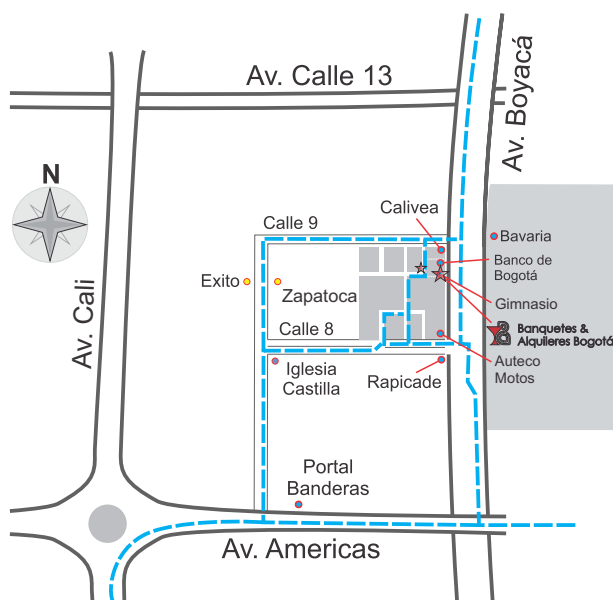 Av. Calle 13
Av. Boyacá
N
Av. Cali
Calle 9
Calivea
Bavaria
Banco de
Bogotá
Exito
Zapatoca
Gimnasio
Calle 8
Banquetes &
Alquileres Bogotá
Iglesia
Castilla
Rapicade
Auteco
Motos
Portal
Banderas
Av. Americas